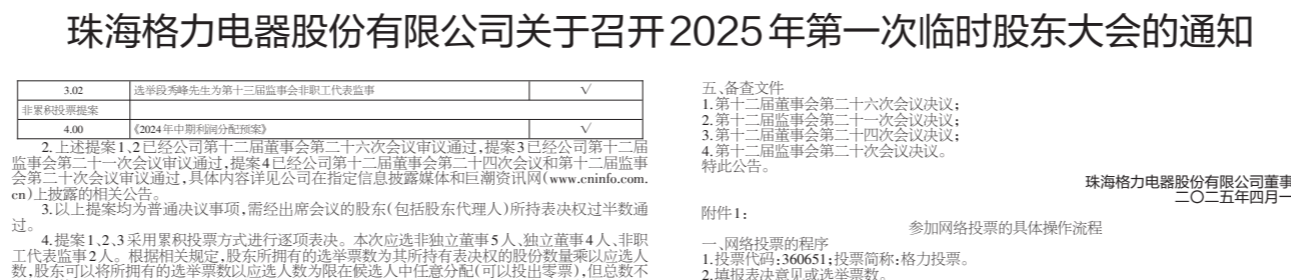 珠海格力电器股份有限公司关于召开2025年第一次临时股东大会的通知
3.02 选举段秀峰先生为第十三届监事会非职工代表监事 √
非累积投票提案
4.00 《2024年中期利润分配预案》 √
2.上述提案1、2已经公司第十二届董事会第二十六次会议审议通过,提案3已经公司第十二届
监事会第二十一次会议审议通过,提案4已经公司第十二届董事会第二十四次会议和第十二届监事
会第二十次会议审议通过,具体内容详见公司在指定信息披露媒体和巨潮资讯网(www.cninfo.com.
cn)上披露的相关公告。
3.以上提案均为普通决议事项,需经出席会议的股东(包括股东代理人)所持表决权过半数通
过。
4.提案1、2、3采用累积投票方式进行逐项表决。本次应选非独立董事5人、独立董事4人、非职
工代表监事2人。根据相关规定,股东所拥有的选举票数为其所持有表决权的股份数量乘以应选人
数,股东可以将所拥有的选举票数以应选人数为限在候选人中任意分配(可以投出零票),但总数不
五、备查文件
1.第十二届董事会第二十六次会议决议;
2.第十二届监事会第二十一次会议决议;
3.第十二届董事会第二十四次会议决议;
4.第十二届监事会第二十次会议决议。
特此公告。
珠海格力电器股份有限公司董事
二〇二五年四月一
附件1:
参加网络投票的具体操作流程
一、网络投票的程序
1.投票代码:360651;投票简称:格力投票。
2.填报表决意见或选举票数。